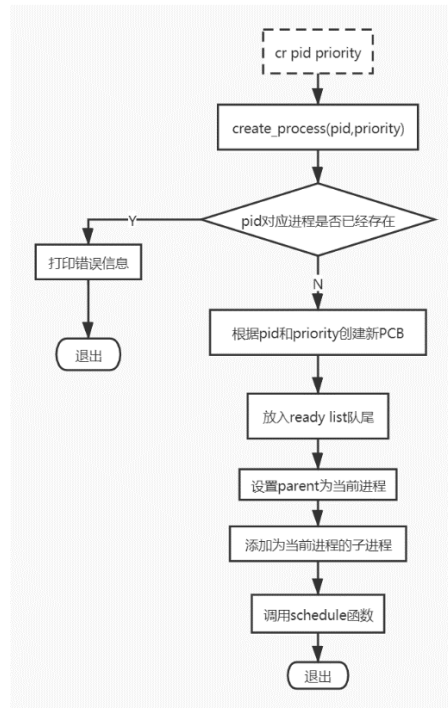 cr pid priority
create_process(pid,priority)
pid对应进程是否已经存在
Y
打印错误信息
退出
N
根据pid和priority创建新PCB
放入ready list队尾
设置parent为当前进程
添加为当前进程的子进程
调用schedule函数
退出